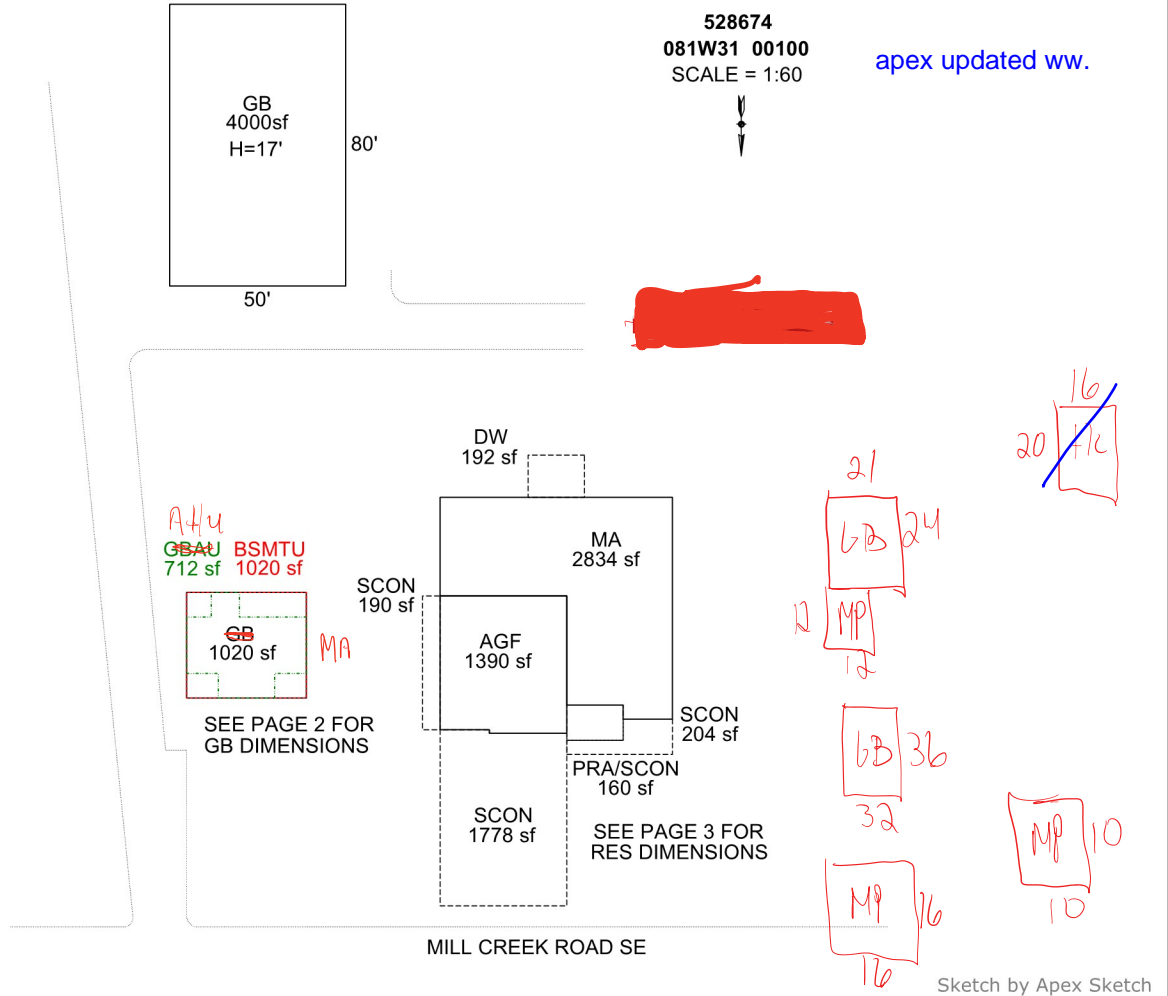 528674
081W31 00100
SCALE = 1:60
apex updated ww.
GB
4000sf
H=17'
80'
50'
16
20
DW
192 sf
21
GB
24
MP
12
12
MA
2834 sf
GBAU
712 sf
BSMTU
1020 sf
SCON
190 sf
GB
1020 sf
MA
AGF
1390 sf
SEE PAGE 2 FOR
GB DIMENSIONS
SCON
204 sf
PRA/SCON
160 sf
GB
36
32
SCON
1778 sf
SEE PAGE 3 FOR
RES DIMENSIONS
MP
10
10
MP
16
16
MILL CREEK ROAD SE
Sketch by Apex Sketch